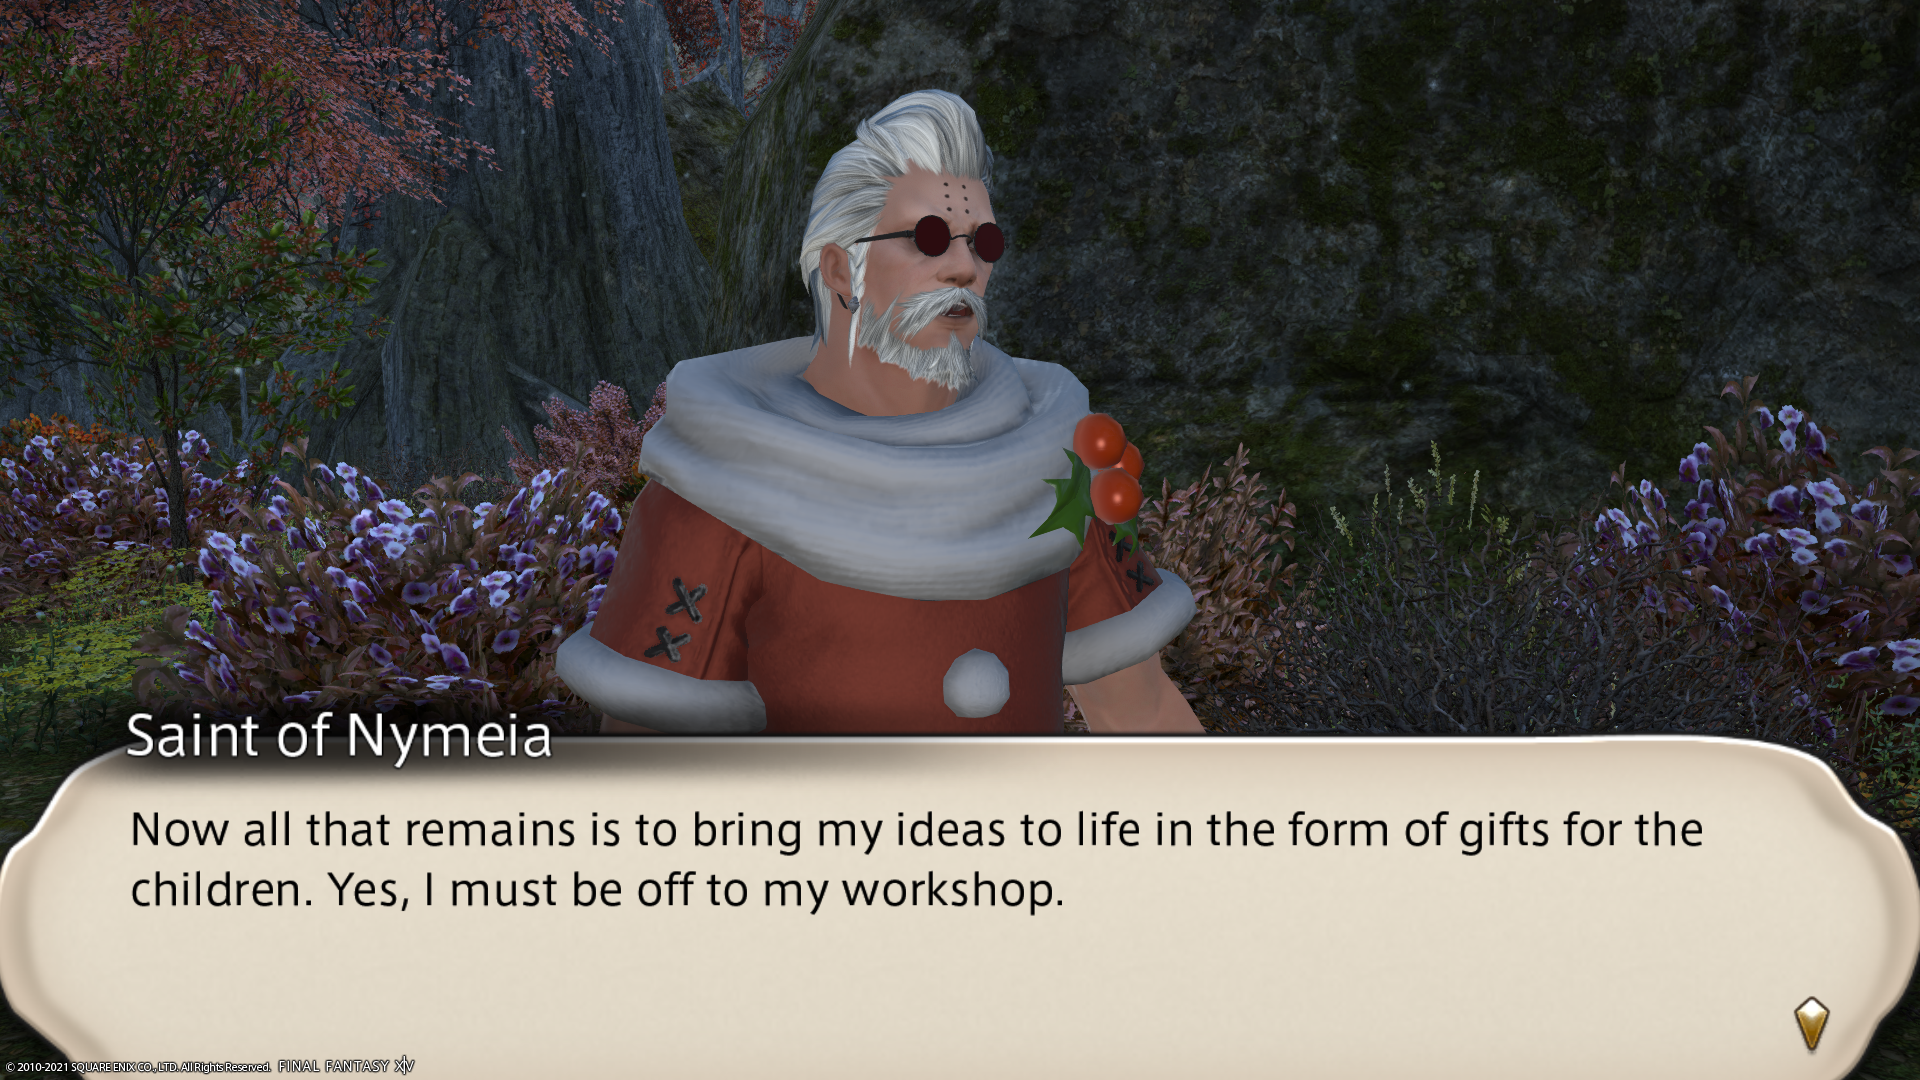 Saint of Nymeia
Now all that remains is to bring my ideas to life in the form of gifts for the
children. Yes, I must be off to my workshop.
© 2010-2021 SQUARE ENIX CO., LTD. All Rights Reserved. FINAL FANTASY XIV